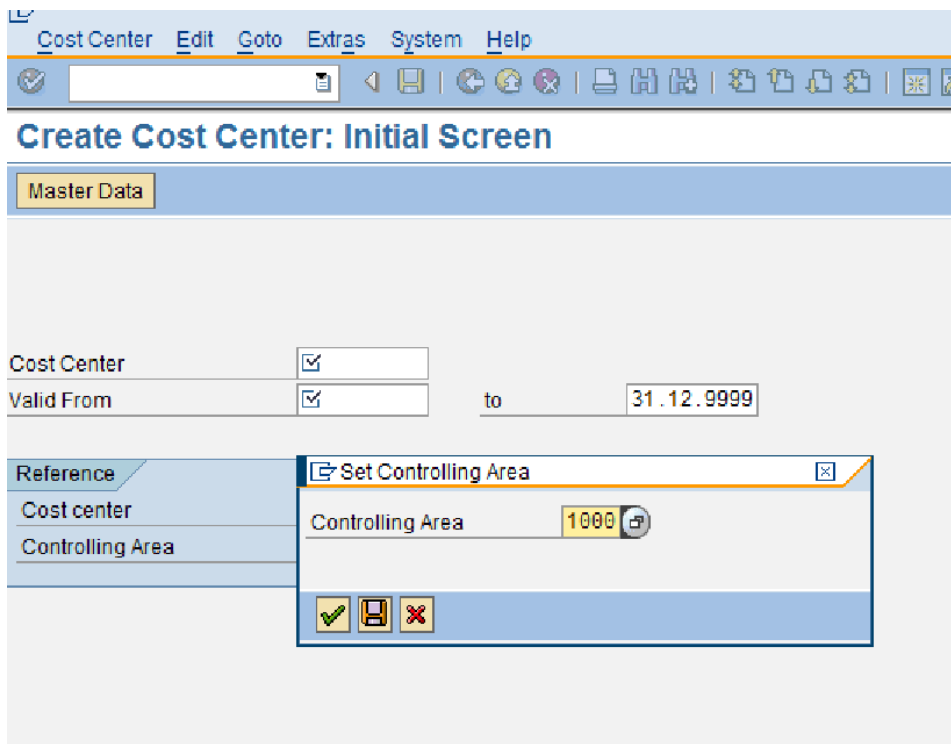 Cost Center Edit Goto Extras System Help
Create Cost Center: Initial Screen
Master Data
Cost Center
Valid From to 31.12.9999
Reference
Cost center
Controlling Area
Set Controlling Area
Controlling Area 1000